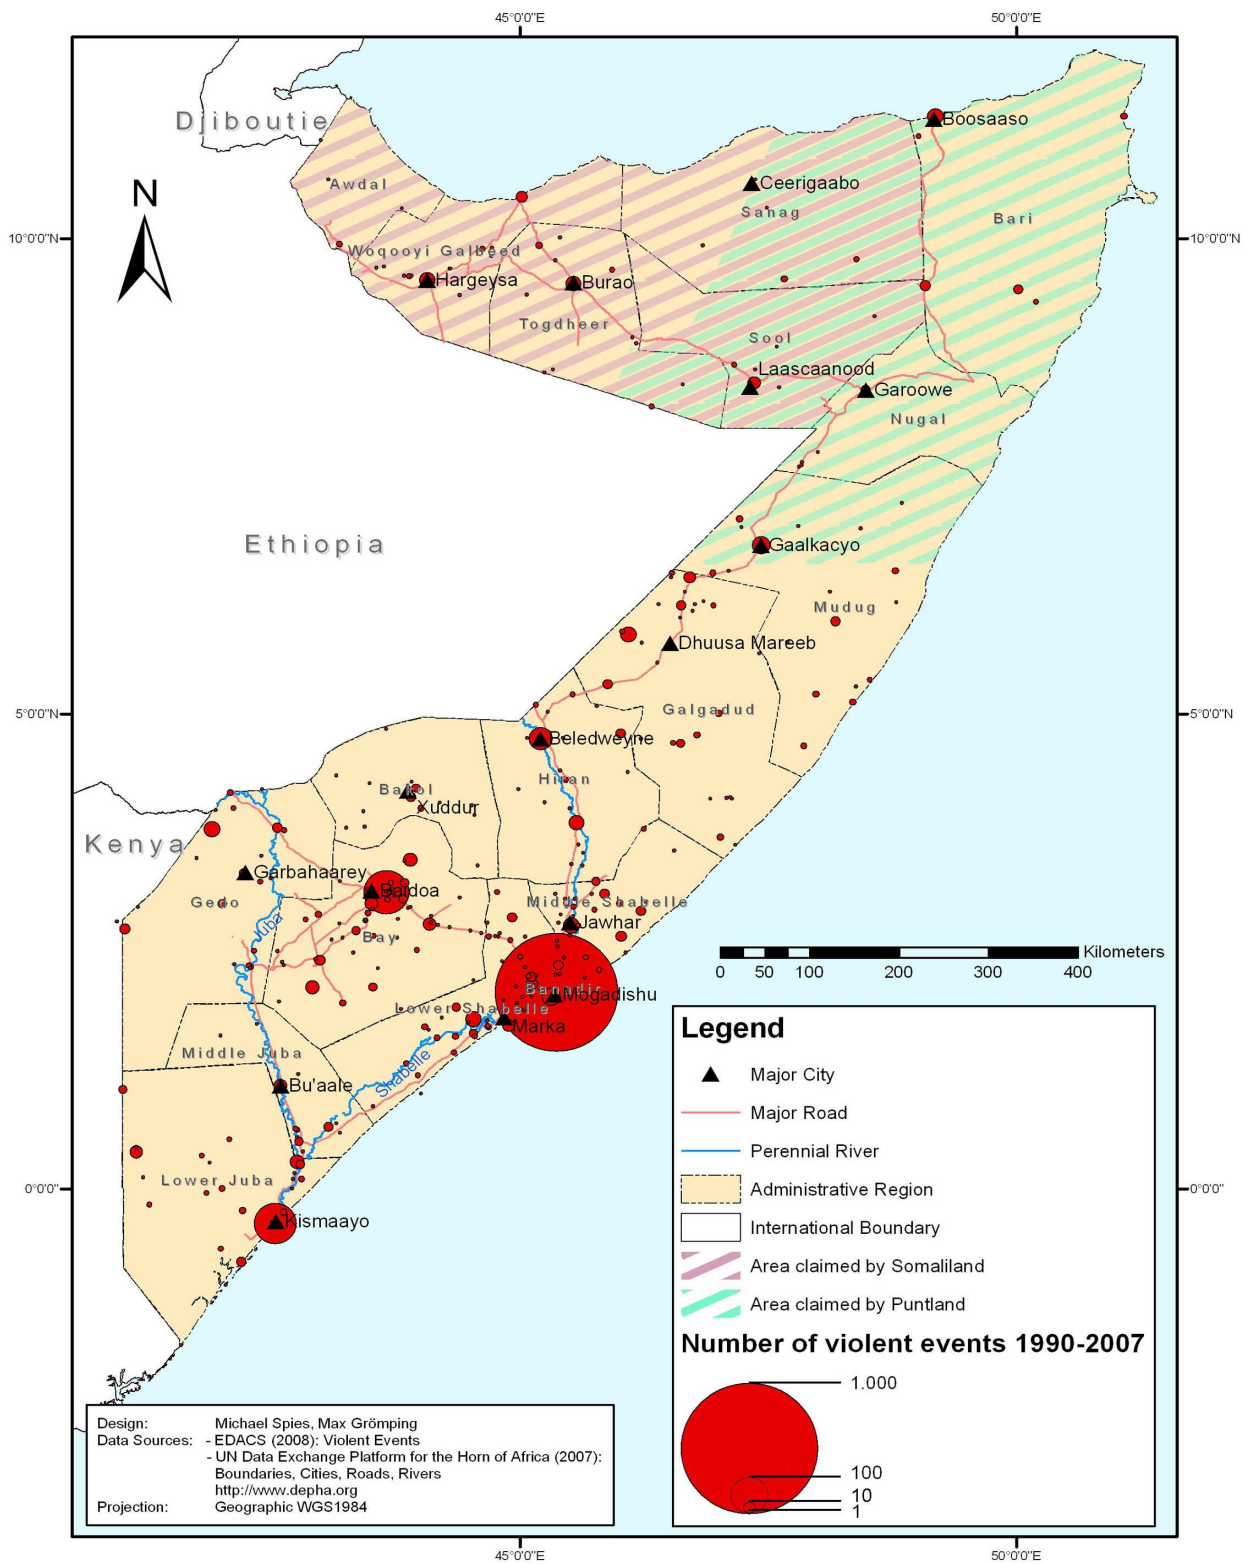 45°0'0"E
50°0'0"E
Djiboutie
Boosaaso
N
Awdal
Ceerigaabo
Sanag
Bari
10°0'0"N
10°0'0"N
Woqooyi Galbeed
Hargeysa
Burao
Togdheer
Sool
Laascaanood
Garoowe
Nugal
Ethiopia
Gaalkacyo
Mudug
Dhuusa Mareeb
5°0'0"N
5°0'0"N
Galgadud
Beledweyne
Hiran
Bakol
Xuddur
Kenya
Garbahaarey
Baidoa
Gedo
Middle Shabelle
Juba
Jawhar
Bay
Kilometers
0 50 100 200 300 400
Banadir
Mogadishu
Lower Shabelle
Marka
Middle Juba
Shabelle
Bu'aale
Lower Juba
0°0'0"
0°0'0"
Kismaayo
Legend
Major City
Major Road
Perennial River
Administrative Region
International Boundary
Area claimed by Somaliland
Area claimed by Puntland
Number of violent events 1990-2007
1.000
100
10
1
Design: Michael Spies, Max Grömping
Data Sources: - EDACS (2008): Violent Events
- UN Data Exchange Platform for the Horn of Africa (2007):
Boundaries, Cities, Roads, Rivers
http://www.depha.org
Projection: Geographic WGS1984
45°0'0"E
50°0'0"E